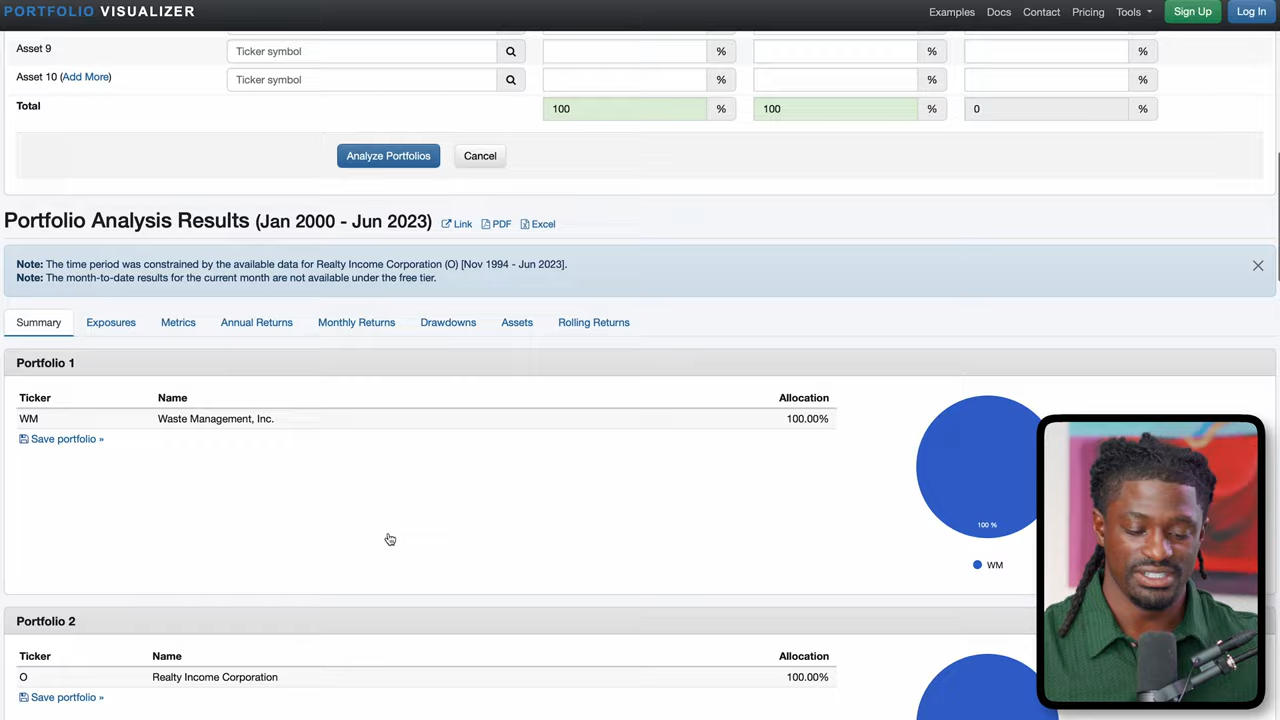 PORTFOLIO VISUALIZER
Examples Docs Contact Pricing Tools Sign Up Log In
Asset 9 Ticker symbol % % %
Asset 10 (Add More) Ticker symbol % % %
Total 100 % 100 % 0 %
Analyze Portfolios Cancel
Portfolio Analysis Results (Jan 2000 - Jun 2023) Link PDF Excel
Note: The time period was constrained by the available data for Realty Income Corporation (O) [Nov 1994 - Jun 2023].
Note: The month-to-date results for the current month are not available under the free tier.
Summary Exposures Metrics Annual Returns Monthly Returns Drawdowns Assets Rolling Returns
Portfolio 1
Ticker Name Allocation
WM Waste Management, Inc. 100.00%
Save portfolio »
100 %
WM
Portfolio 2
Ticker Name Allocation
O Realty Income Corporation 100.00%
Save portfolio »